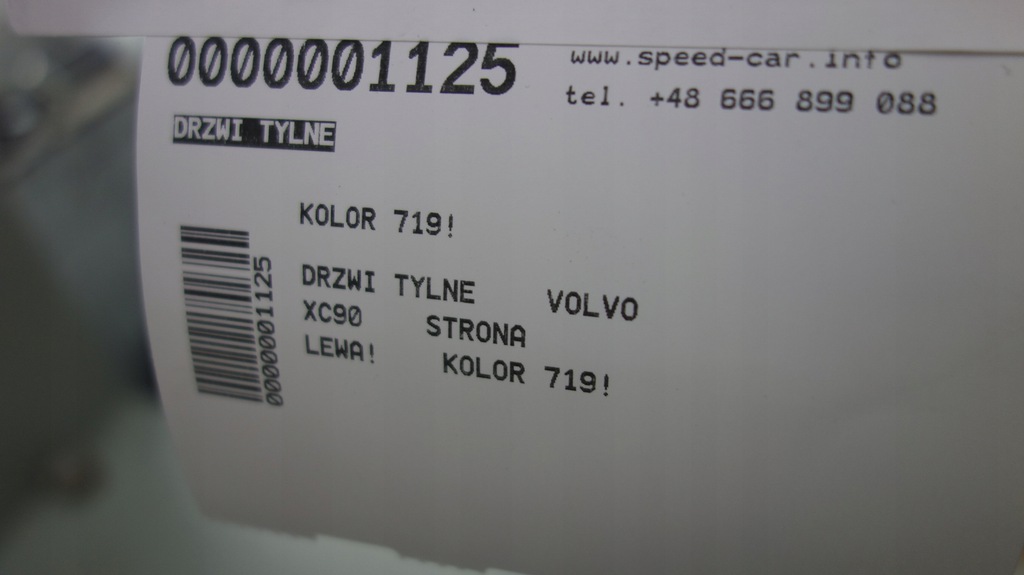 0000001125
www.speed-car.info
tel. +48 666 899 088
DRZWI TYLNE
KOLOR 719!
DRZWI TYLNE VOLVO
XC90 STRONA
LEWA! KOLOR 719!
0000001125